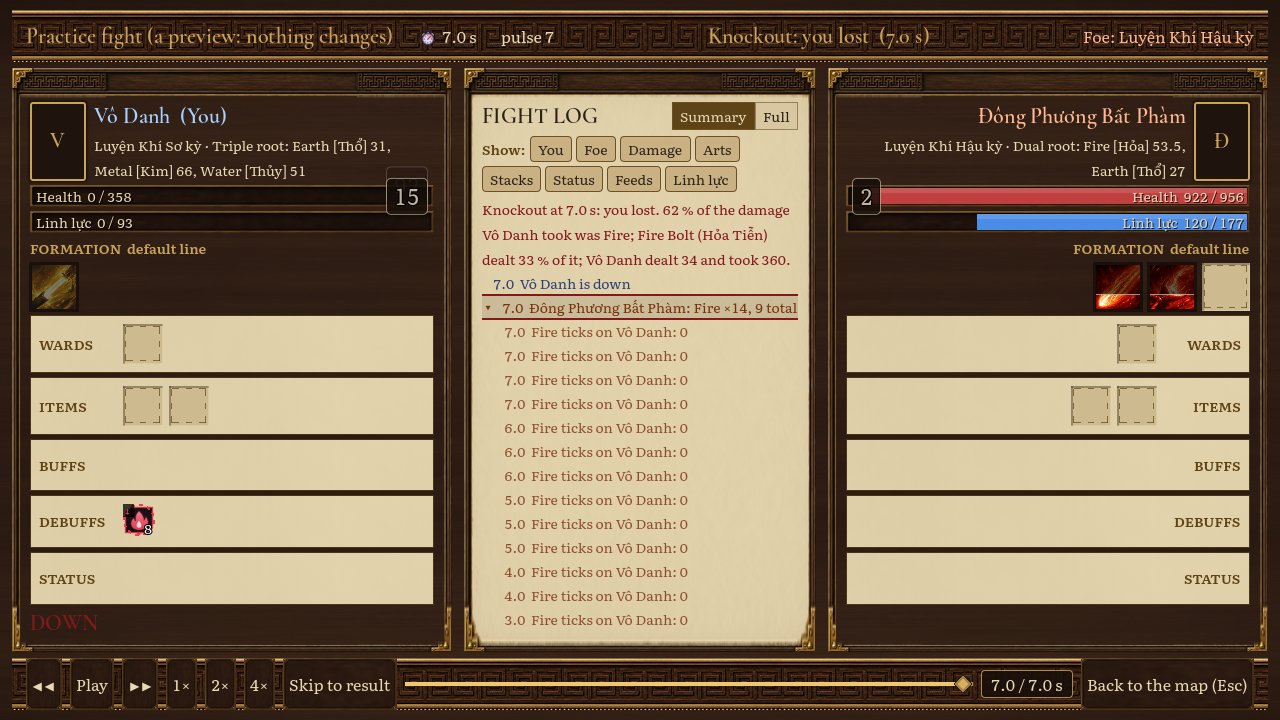 Practice fight (a preview: nothing changes)
7.0 s
pulse 7
Knockout: you lost (7.0 s)
Foe: Luyện Khí Hậu kỳ
V
Vô Danh (You)
Luyện Khí Sơ kỳ · Triple root: Earth [Thổ] 31,
Metal [Kim] 66, Water [Thủy] 51
Health 0 / 358
15
Linh lực 0 / 93
FORMATION default line
WARDS
ITEMS
BUFFS
DEBUFFS
8
STATUS
DOWN
FIGHT LOG
Summary
Full
Show:
You
Foe
Damage
Arts
Stacks
Status
Feeds
Linh lực
Knockout at 7.0 s: you lost. 62 % of the damage
Vô Danh took was Fire; Fire Bolt (Hỏa Tiễn)
dealt 33 % of it; Vô Danh dealt 34 and took 360.
7.0 Vô Danh is down
▾ 7.0 Đông Phương Bất Phàm: Fire ×14, 9 total
7.0 Fire ticks on Vô Danh: 0
7.0 Fire ticks on Vô Danh: 0
7.0 Fire ticks on Vô Danh: 0
7.0 Fire ticks on Vô Danh: 0
6.0 Fire ticks on Vô Danh: 0
6.0 Fire ticks on Vô Danh: 0
6.0 Fire ticks on Vô Danh: 0
5.0 Fire ticks on Vô Danh: 0
5.0 Fire ticks on Vô Danh: 0
5.0 Fire ticks on Vô Danh: 0
4.0 Fire ticks on Vô Danh: 0
4.0 Fire ticks on Vô Danh: 0
3.0 Fire ticks on Vô Danh: 0
Đông Phương Bất Phàm
Đ
Luyện Khí Hậu kỳ · Dual root: Fire [Hỏa] 53.5,
Earth [Thổ] 27
2
Health 922 / 956
Linh lực 120 / 177
FORMATION default line
WARDS
ITEMS
BUFFS
DEBUFFS
STATUS
◀◀
Play
▶▶
1×
2×
4×
Skip to result
7.0 / 7.0 s
Back to the map (Esc)